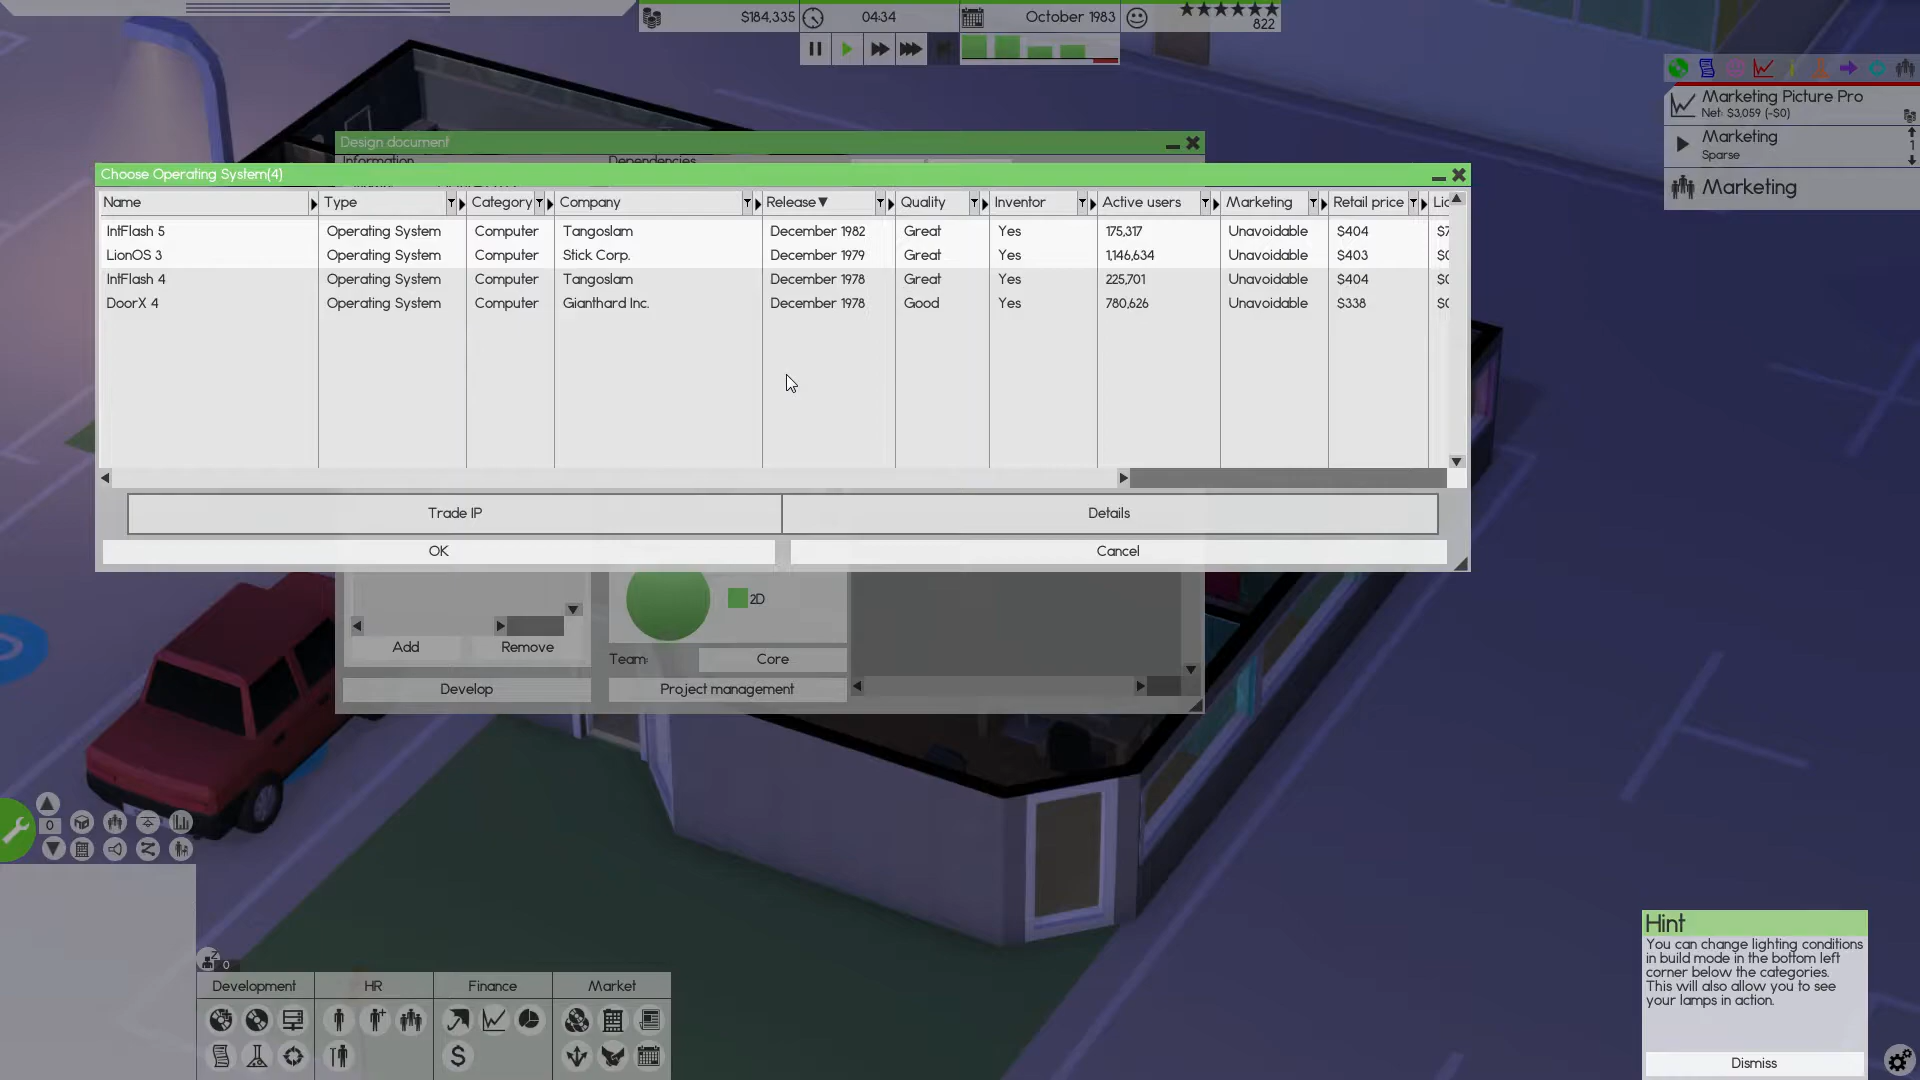 $184,335
04:34
October 1983
822
Marketing Picture Pro
Net: $3,059 (-$0)
Marketing
Sparse
1
Marketing
Design document
Information
Dependencies
Choose Operating System(4)
Name Type Category Company Release▼ Quality Inventor Active users Marketing Retail price Lic
IntFlash 5 Operating System Computer Tangoslam December 1982 Great Yes 175,317 Unavoidable $404 $7
LionOS 3 Operating System Computer Stick Corp. December 1979 Great Yes 1,146,634 Unavoidable $403
IntFlash 4 Operating System Computer Tangoslam December 1978 Great Yes 225,701 Unavoidable $404
DoorX 4 Operating System Computer Gianthard Inc. December 1978 Good Yes 780,626 Unavoidable $338
Trade IP Details
OK Cancel
2D
Add Remove
Team: Core
Develop Project management
0
0
Development HR Finance Market
Hint
You can change lighting conditions
in build mode in the bottom left
corner below the categories.
This will also allow you to see
your lamps in action.
Dismiss